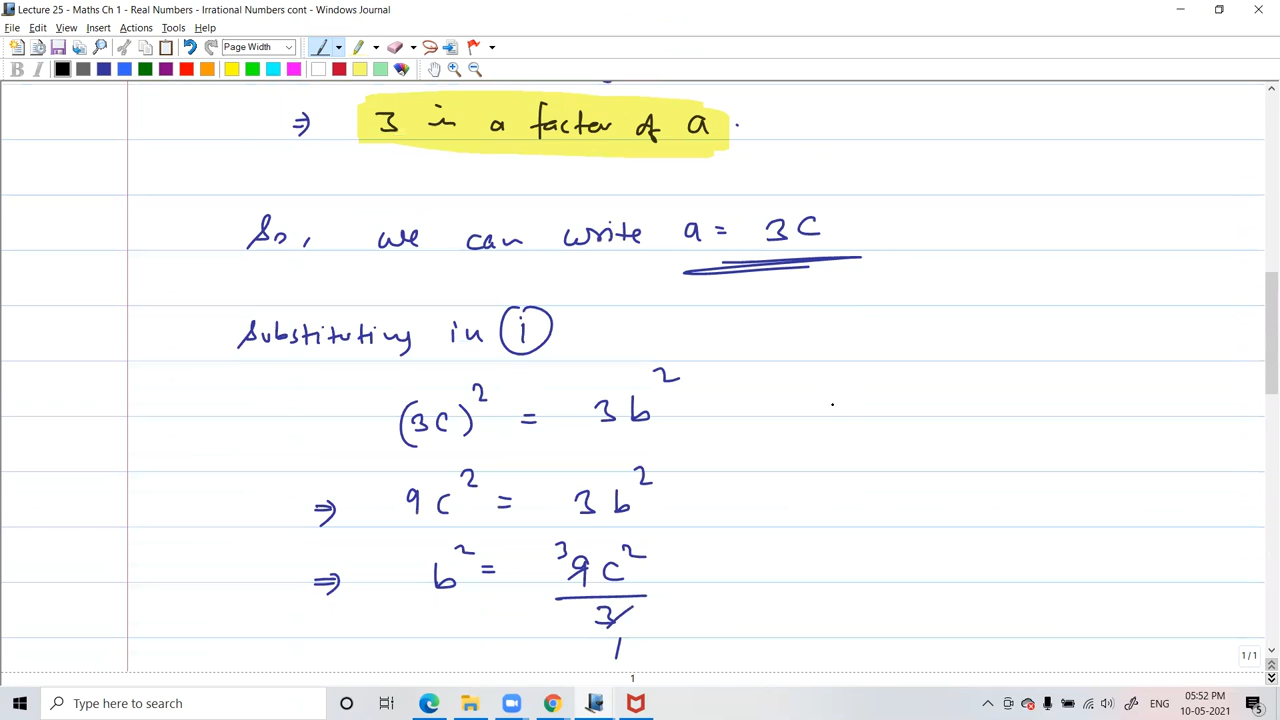 Lecture 25 - Maths Ch 1 - Real Numbers - Irrational Numbers cont - Windows Journal
File Edit View Insert Actions Tools Help
Page Width
B I
⇒ 3 is a factor of a .
So, we can write a = 3c
Substituting in (i)
(3c)² = 3b²
⇒ 9c² = 3b²
⇒ b² = ³9c²
3
1
1/1
1
Type here to search
ENG
05:52 PM
10-05-2021
5